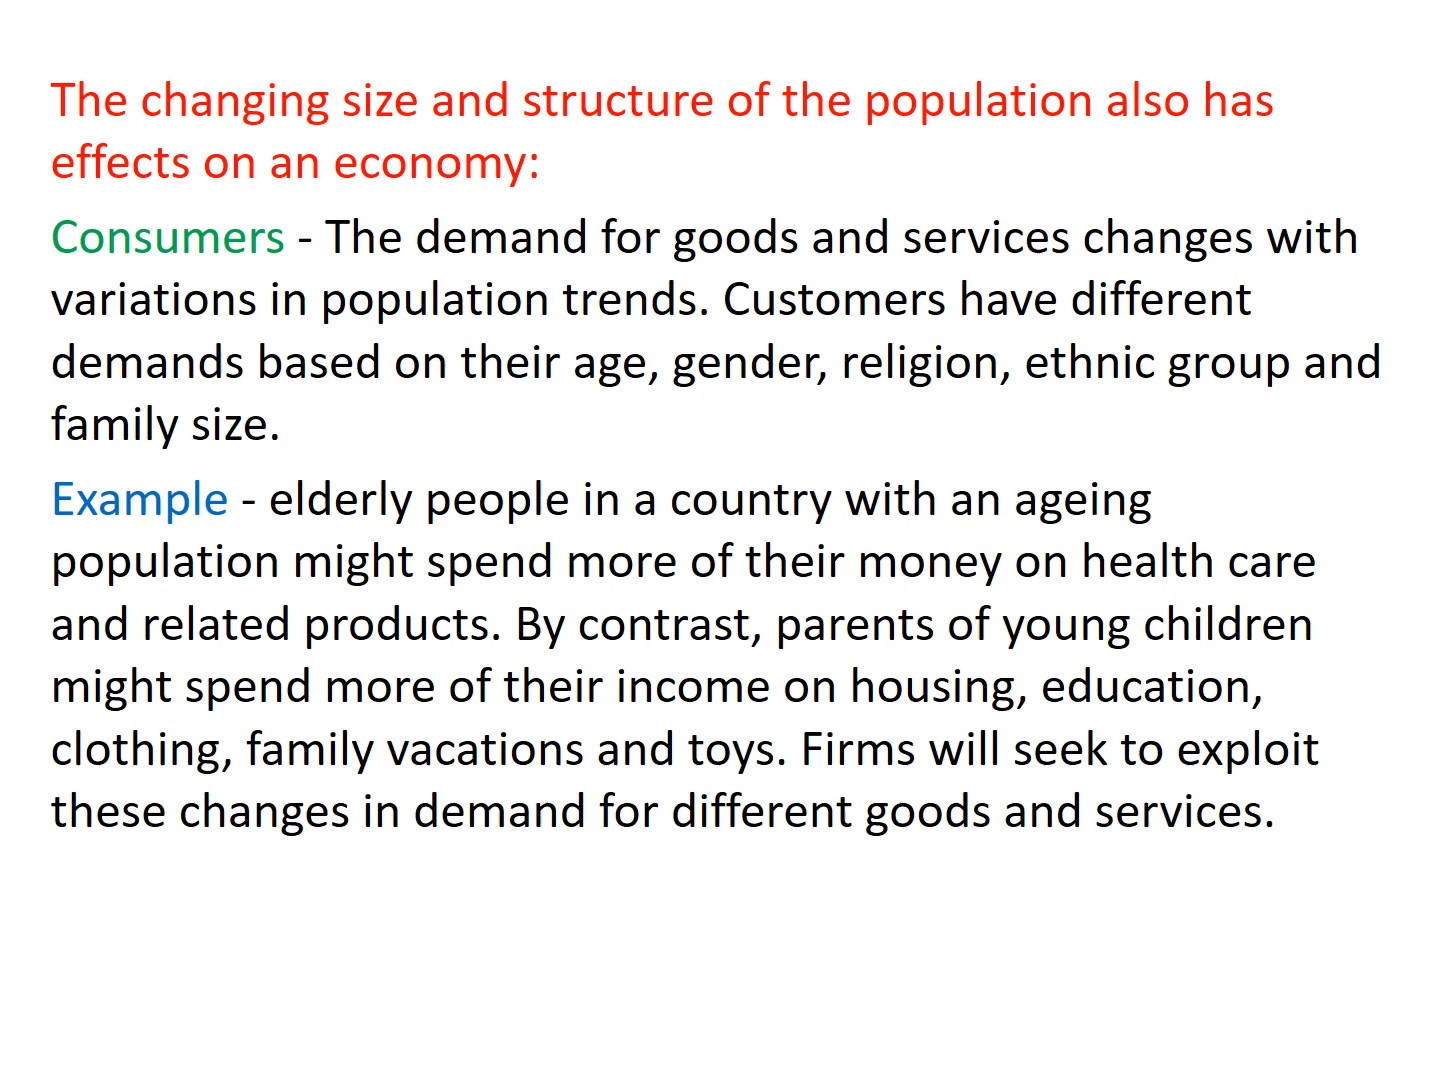 The changing size and structure of the population also has
effects on an economy:
Consumers - The demand for goods and services changes with
variations in population trends. Customers have different
demands based on their age, gender, religion, ethnic group and
family size.
Example - elderly people in a country with an ageing
population might spend more of their money on health care
and related products. By contrast, parents of young children
might spend more of their income on housing, education,
clothing, family vacations and toys. Firms will seek to exploit
these changes in demand for different goods and services.